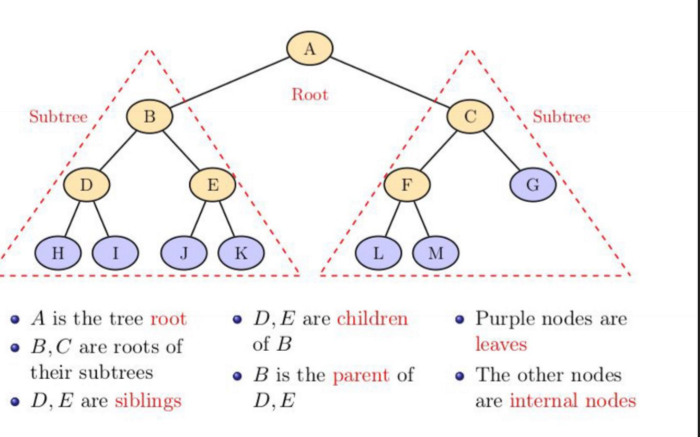 A
Root
Subtree
B
C
Subtree
D
E
F
G
H
I
J
K
L
M
A is the tree root
B, C are roots of
their subtrees
D, E are siblings
D, E are children
of B
B is the parent of
D, E
Purple nodes are
leaves
The other nodes
are internal nodes